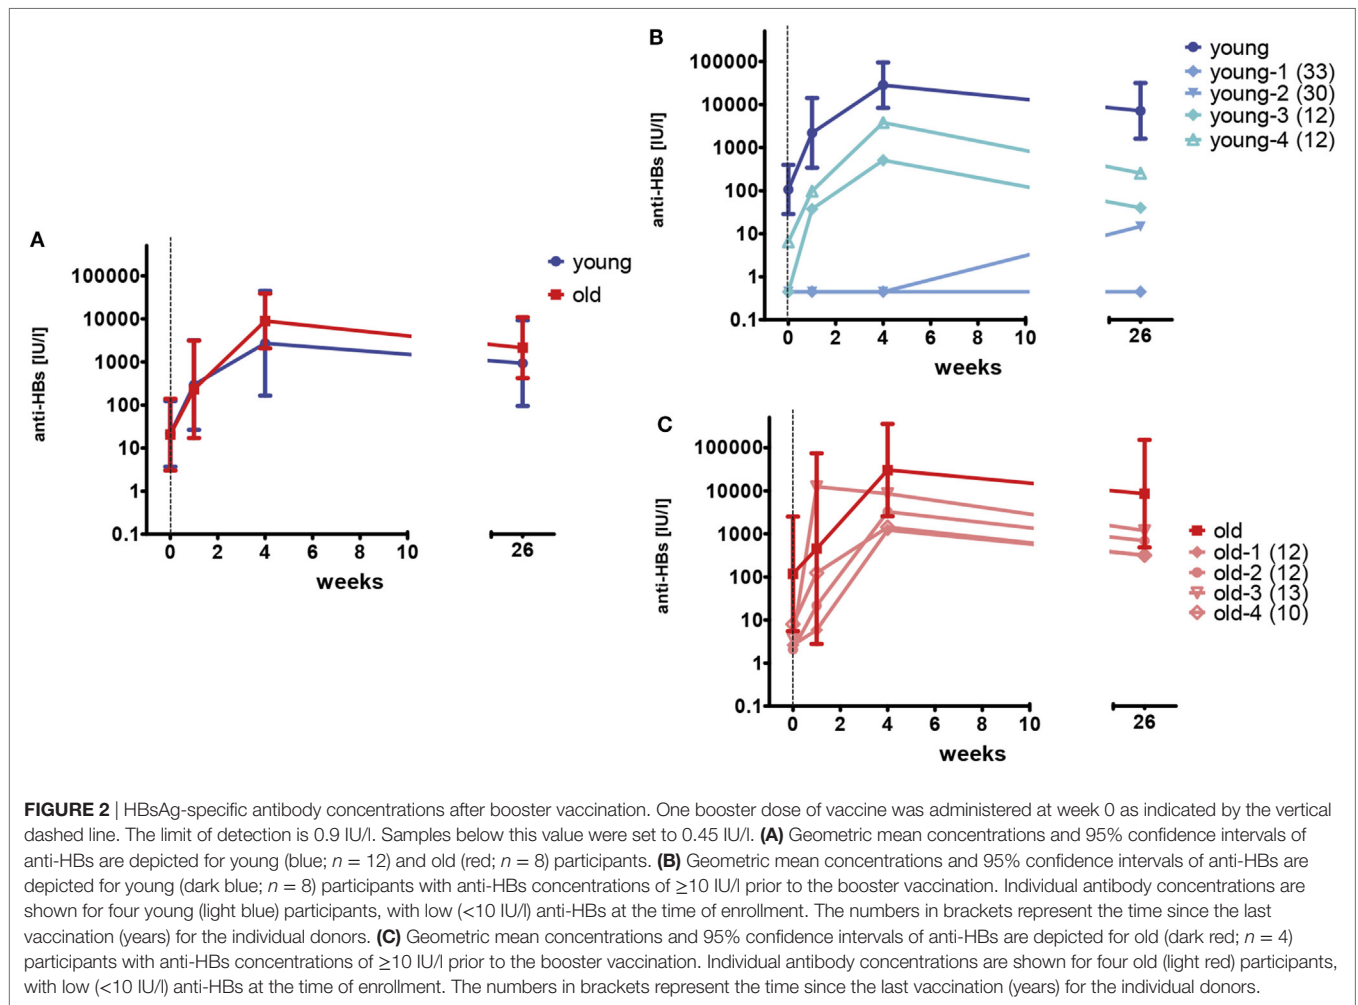 A
anti-HBs [IU/l]
100000
10000
1000
100
10
1
0.1
0 2 4 6 8 10 26
weeks
young
old
B
anti-HBs [IU/l]
100000
10000
1000
100
10
1
0.1
0 2 4 6 8 10 26
weeks
young
young-1 (33)
young-2 (30)
young-3 (12)
young-4 (12)
C
anti-HBs [IU/l]
100000
10000
1000
100
10
1
0.1
0 2 4 6 8 10 26
weeks
old
old-1 (12)
old-2 (12)
old-3 (13)
old-4 (10)
FIGURE 2 | HBsAg-specific antibody concentrations after booster vaccination. One booster dose of vaccine was administered at week 0 as indicated by the vertical
dashed line. The limit of detection is 0.9 IU/l. Samples below this value were set to 0.45 IU/l. (A) Geometric mean concentrations and 95% confidence intervals of
anti-HBs are depicted for young (blue; n = 12) and old (red; n = 8) participants. (B) Geometric mean concentrations and 95% confidence intervals of anti-HBs are
depicted for young (dark blue; n = 8) participants with anti-HBs concentrations of ≥10 IU/l prior to the booster vaccination. Individual antibody concentrations are
shown for four young (light blue) participants, with low (<10 IU/l) anti-HBs at the time of enrollment. The numbers in brackets represent the time since the last
vaccination (years) for the individual donors. (C) Geometric mean concentrations and 95% confidence intervals of anti-HBs are depicted for old (dark red; n = 4)
participants with anti-HBs concentrations of ≥10 IU/l prior to the booster vaccination. Individual antibody concentrations are shown for four old (light red) participants,
with low (<10 IU/l) anti-HBs at the time of enrollment. The numbers in brackets represent the time since the last vaccination (years) for the individual donors.